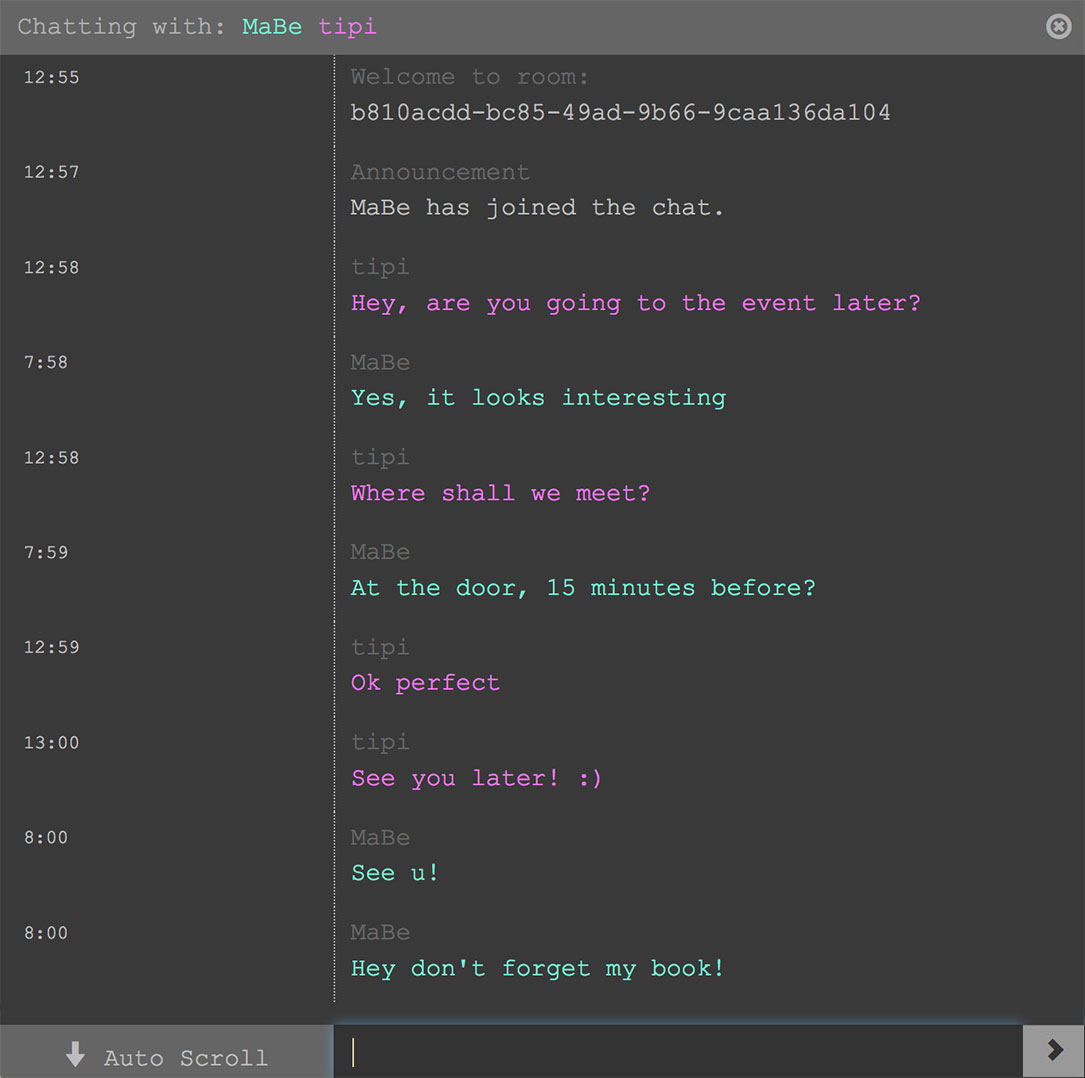 Chatting with: MaBe tipi
12:55 Welcome to room:
b810acdd-bc85-49ad-9b66-9caa136da104
12:57 Announcement
MaBe has joined the chat.
12:58 tipi
Hey, are you going to the event later?
7:58 MaBe
Yes, it looks interesting
12:58 tipi
Where shall we meet?
7:59 MaBe
At the door, 15 minutes before?
12:59 tipi
Ok perfect
13:00 tipi
See you later! :)
8:00 MaBe
See u!
8:00 MaBe
Hey don't forget my book!
Auto Scroll